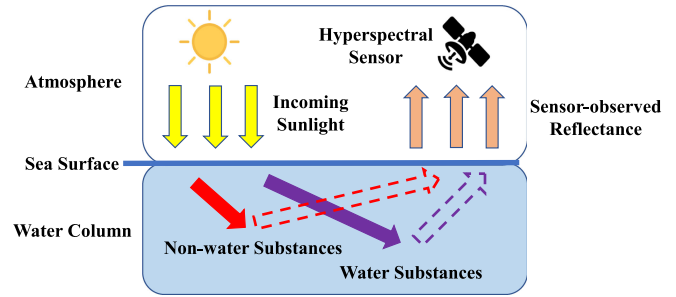 Hyperspectral
Sensor
Atmosphere
Incoming
Sunlight
Sensor-observed
Reflectance
Sea Surface
Water Column
Non-water Substances
Water Substances